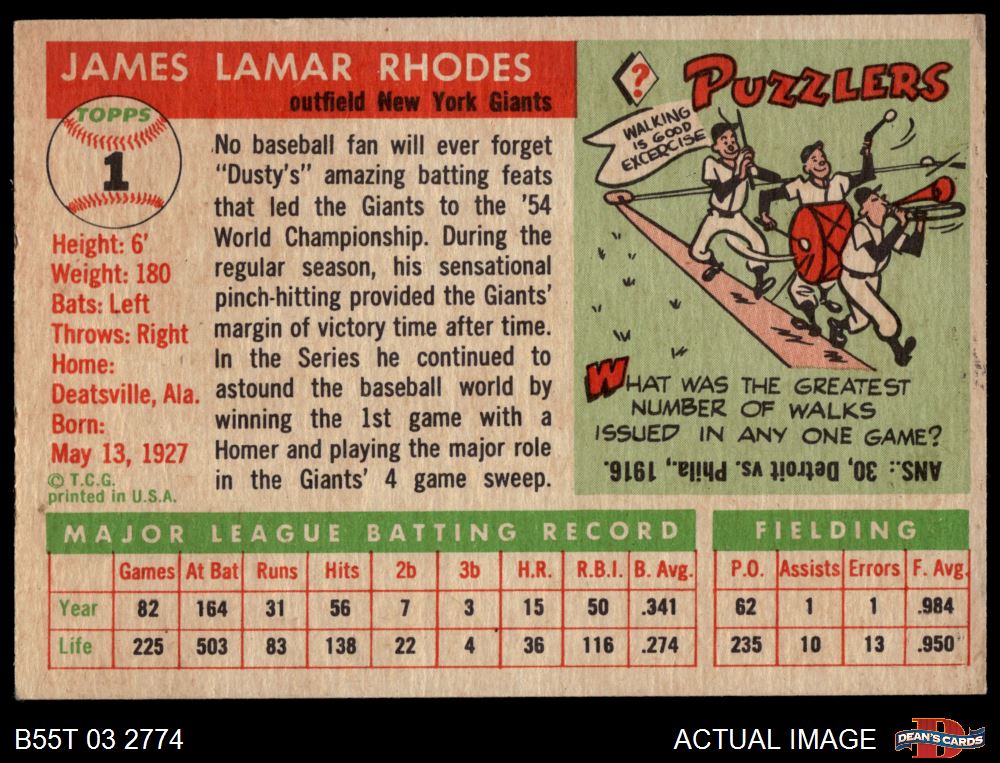 JAMES LAMAR RHODES
outfield New York Giants
TOPPS
1
Height: 6'
Weight: 180
Bats: Left
Throws: Right
Home:
Deatsville, Ala.
Born:
May 13, 1927
© T.C.G.
printed in U.S.A.
No baseball fan will ever forget
"Dusty's" amazing batting feats
that led the Giants to the '54
World Championship. During the
regular season, his sensational
pinch-hitting provided the Giants'
margin of victory time after time.
In the Series he continued to
astound the baseball world by
winning the 1st game with a
Homer and playing the major role
in the Giants' 4 game sweep.
?
PUZZLERS
WALKING
IS GOOD
EXCERCISE
WHAT WAS THE GREATEST
NUMBER OF WALKS
ISSUED IN ANY ONE GAME?
ANS.: 30, Detroit vs. Phila., 1916.
MAJOR LEAGUE BATTING RECORD
Games At Bat Runs Hits 2b 3b H.R. R.B.I. B. Avg.
Year 82 164 31 56 7 3 15 50 .341
Life 225 503 83 138 22 4 36 116 .274
FIELDING
P.O. Assists Errors F. Avg.
62 1 1 .984
235 10 13 .950
B55T 03 2774
ACTUAL IMAGE
DEAN'S CARDS